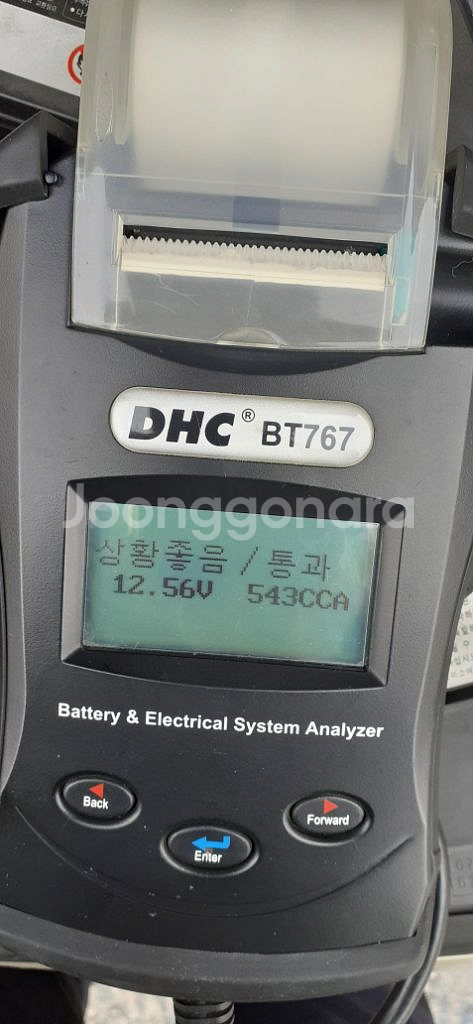 DHC® BT767
Joonggonara
상황좋음 / 통과
12.56V 543CCA
Battery & Electrical System Analyzer
Back
Enter
Forward